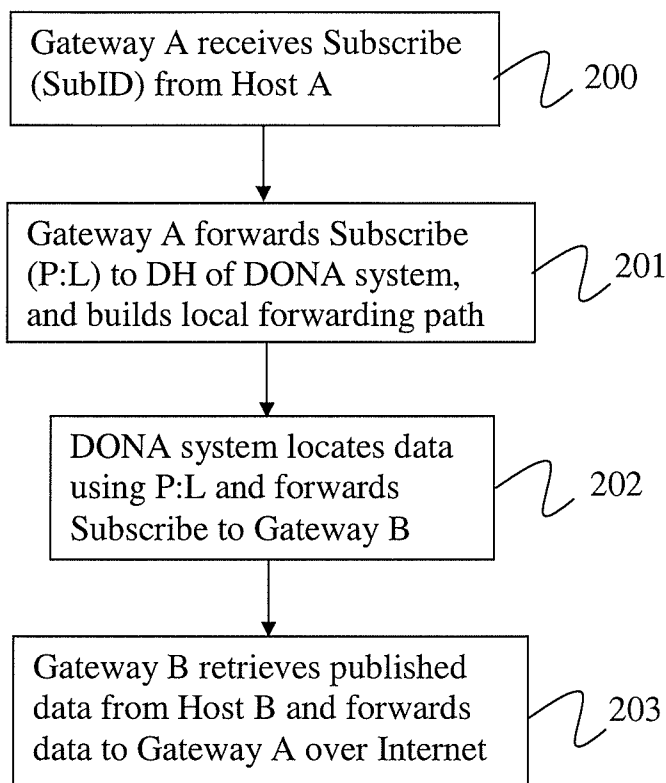 Gateway A receives Subscribe
(SubID) from Host A
200
Gateway A forwards Subscribe
(P:L) to DH of DONA system,
and builds local forwarding path
201
DONA system locates data
using P:L and forwards
Subscribe to Gateway B
202
Gateway B retrieves published
data from Host B and forwards
data to Gateway A over Internet
203